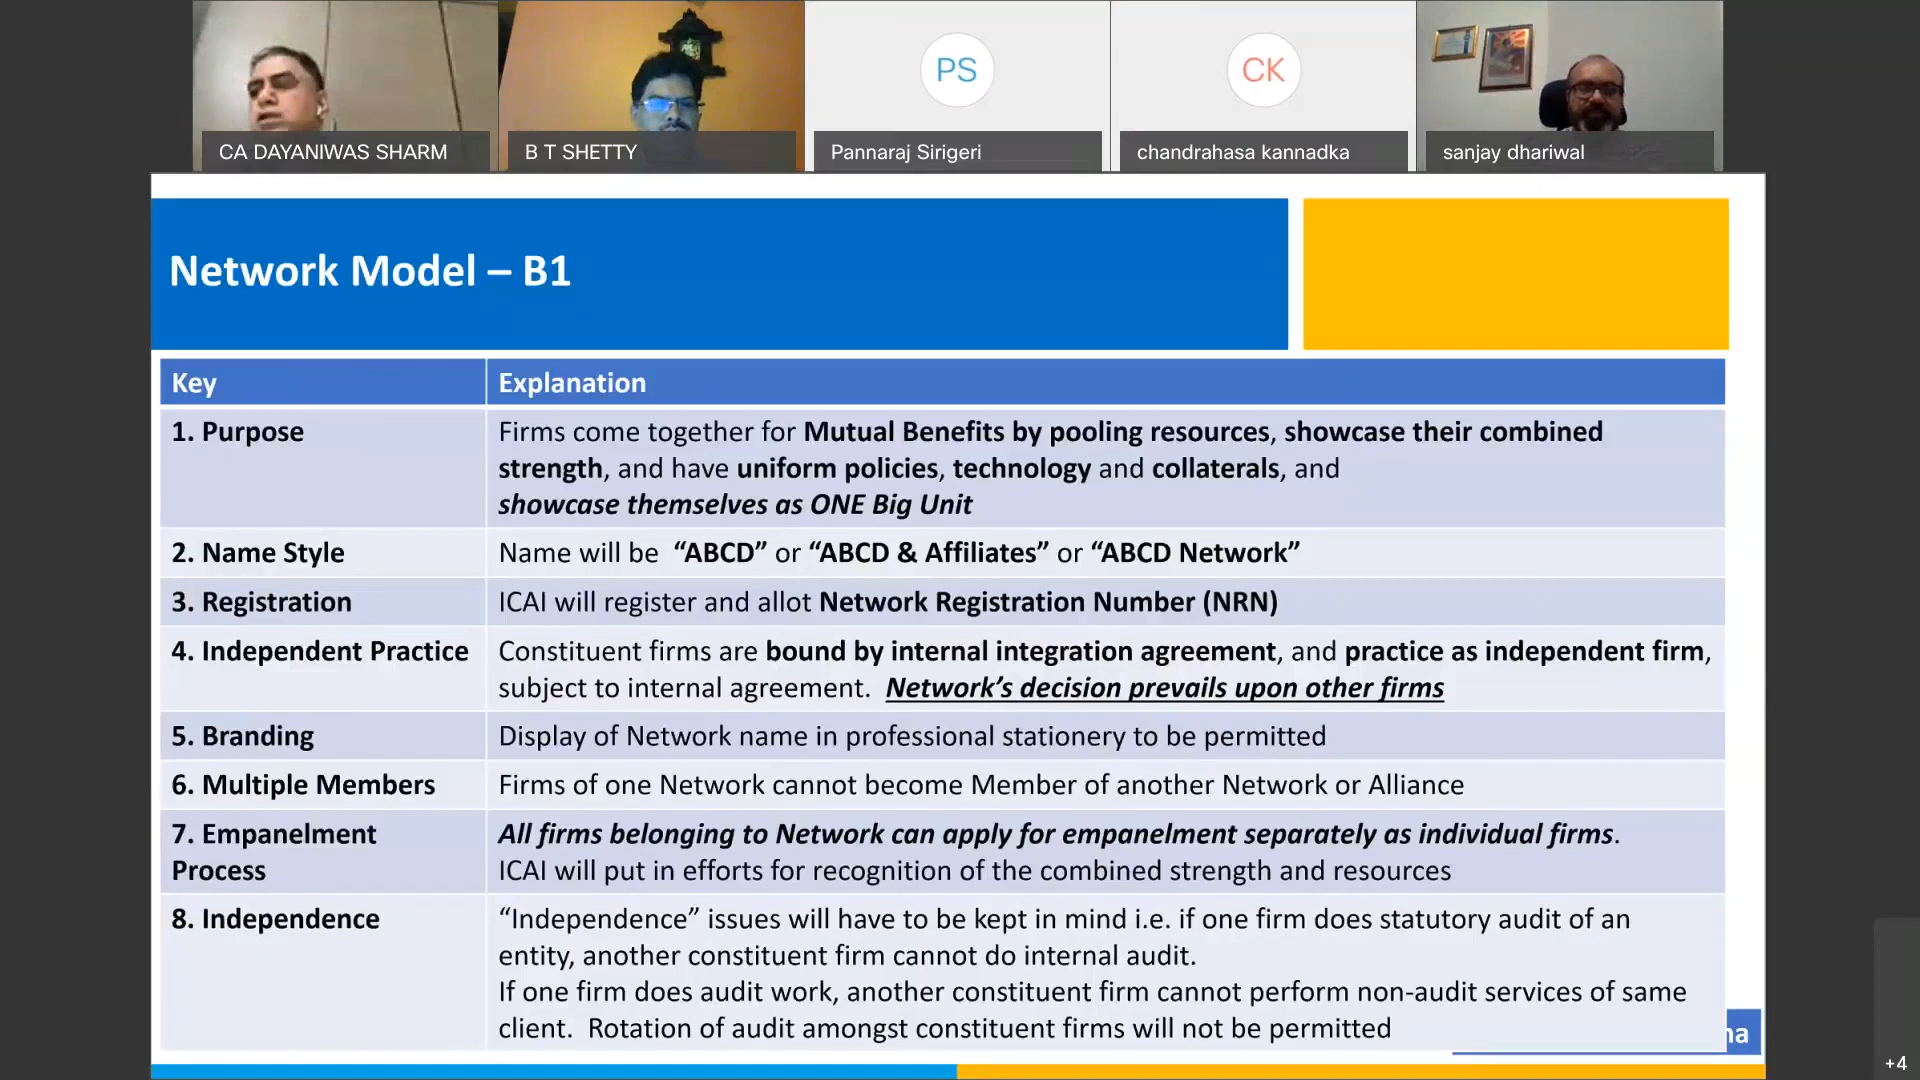 PS
CK
CA DAYANIWAS SHARM
B T SHETTY
Pannaraj Sirigeri
chandrahasa kannadka
sanjay dhariwal
Network Model – B1
Key
Explanation
1. Purpose
Firms come together for Mutual Benefits by pooling resources, showcase their combined
strength, and have uniform policies, technology and collaterals, and
showcase themselves as ONE Big Unit
2. Name Style
Name will be “ABCD” or “ABCD & Affiliates” or “ABCD Network”
3. Registration
ICAI will register and allot Network Registration Number (NRN)
4. Independent Practice
Constituent firms are bound by internal integration agreement, and practice as independent firm,
subject to internal agreement. Network’s decision prevails upon other firms
5. Branding
Display of Network name in professional stationery to be permitted
6. Multiple Members
Firms of one Network cannot become Member of another Network or Alliance
7. Empanelment
Process
All firms belonging to Network can apply for empanelment separately as individual firms.
ICAI will put in efforts for recognition of the combined strength and resources
8. Independence
“Independence” issues will have to be kept in mind i.e. if one firm does statutory audit of an
entity, another constituent firm cannot do internal audit.
If one firm does audit work, another constituent firm cannot perform non-audit services of same
client. Rotation of audit amongst constituent firms will not be permitted
+4